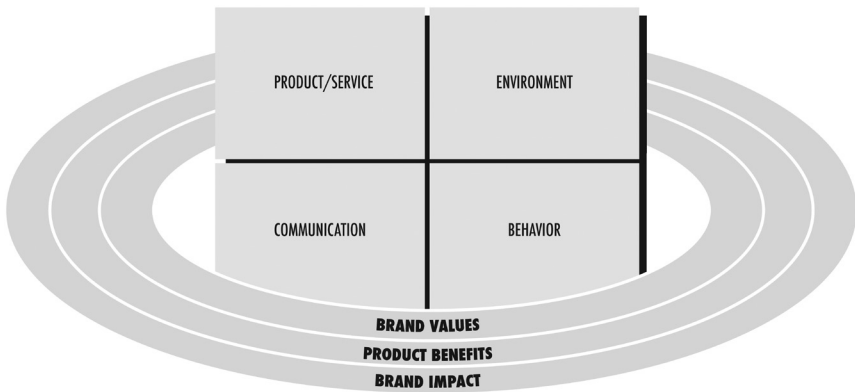 PRODUCT/SERVICE
ENVIRONMENT
COMMUNICATION
BEHAVIOR
BRAND VALUES
PRODUCT BENEFITS
BRAND IMPACT